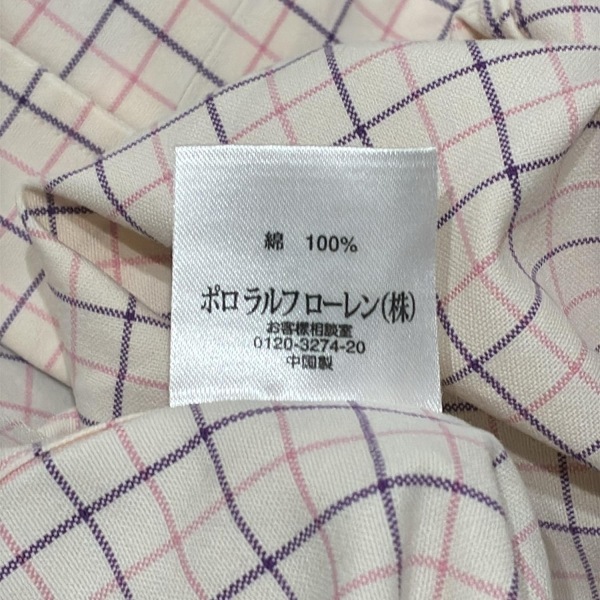 綿 100%
ポロ ラルフ ローレン(株)
お客様相談室
0120-3274-20
中国製